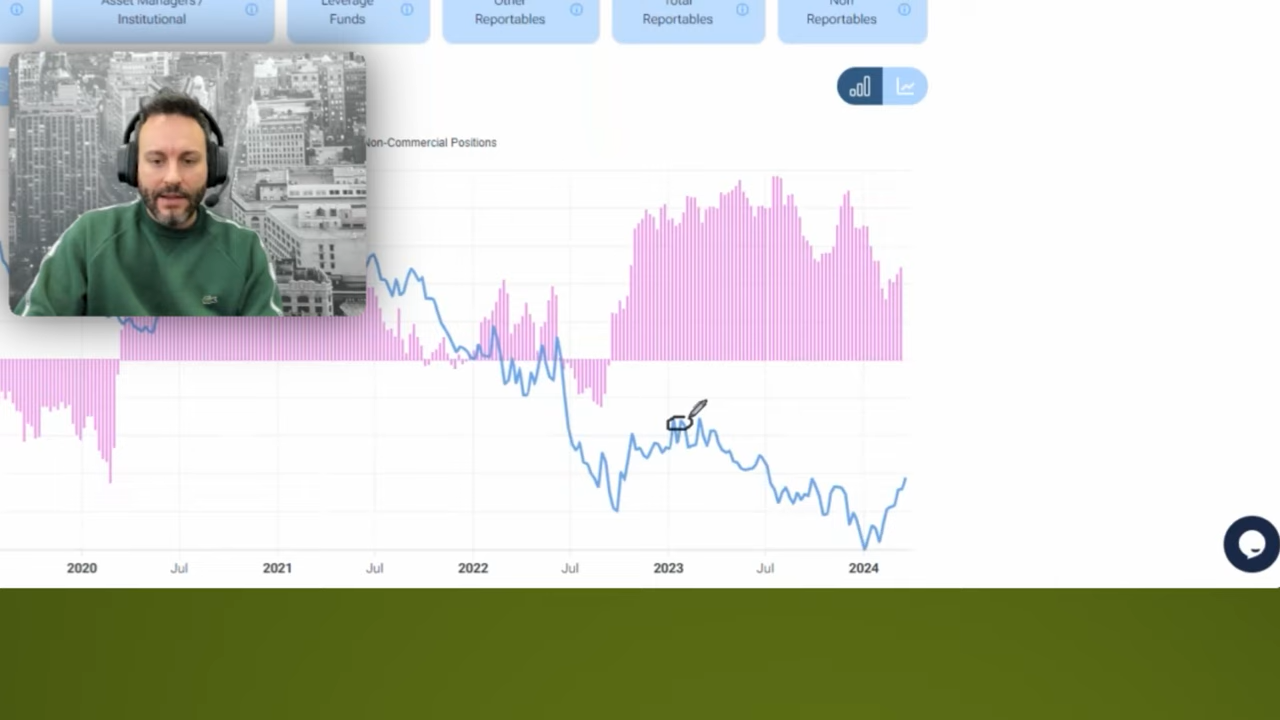 Asset Managers /
Institutional
Leverage
Funds
Other
Reportables
Total
Reportables
Non
Reportables
Non-Commercial Positions
2020
Jul
2021
Jul
2022
Jul
2023
Jul
2024